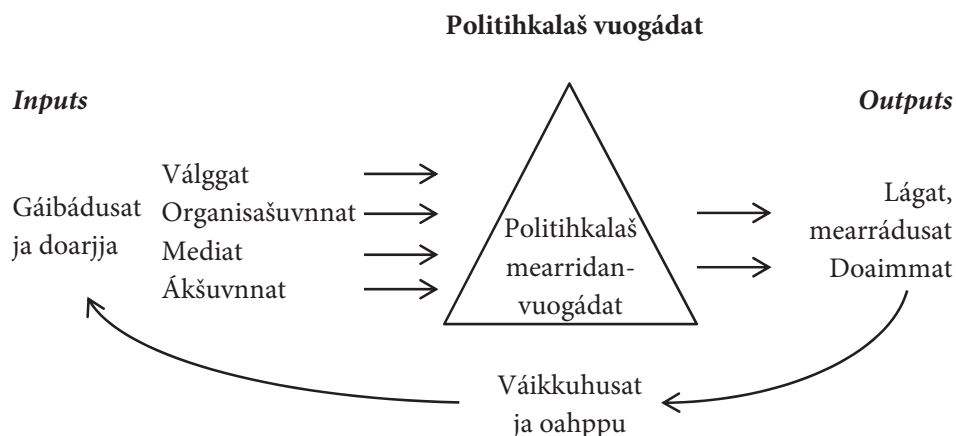 Politihkalaš vuogádat
Inputs
Outputs
Gáibádusat
ja doarjja
Válggat
Organisašuvnnat
Mediat
Ákšuvnnat
Politihkalaš
mearridan-
vuogádat
Lágat,
mearrádusat
Doaimmat
Váikkuhusat
ja oahppu